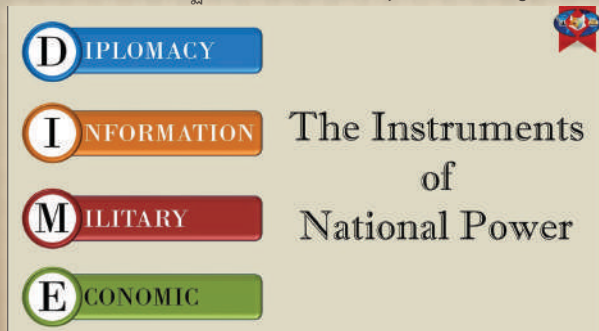 DIPLOMACY
INFORMATION
MILITARY
ECONOMIC
The Instruments
of
National Power